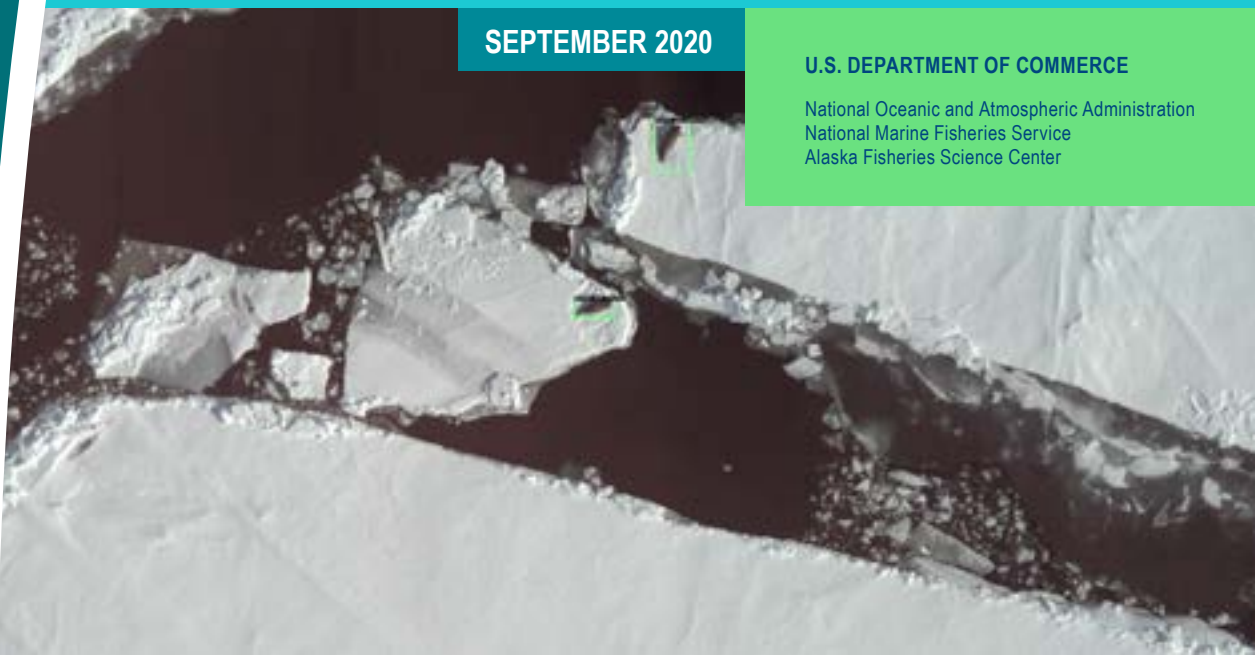 SEPTEMBER 2020
U.S. DEPARTMENT OF COMMERCE
National Oceanic and Atmospheric Administration
National Marine Fisheries Service
Alaska Fisheries Science Center